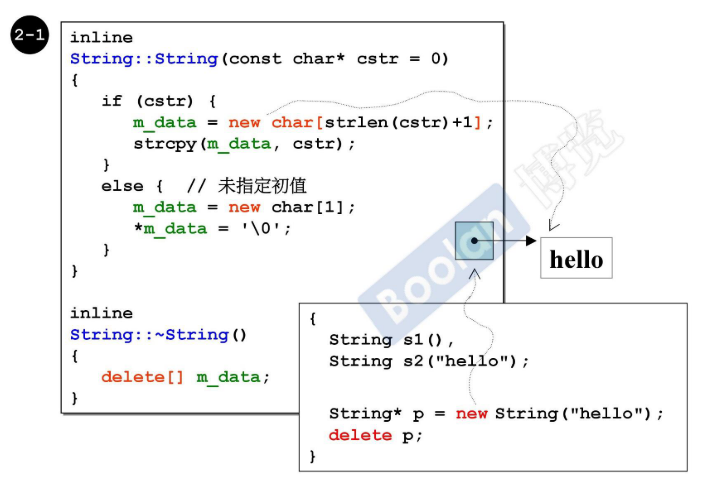 2-1
inline
String::String(const char* cstr = 0)
{
if (cstr) {
m_data = new char[strlen(cstr)+1];
strcpy(m_data, cstr);
}
else { // 未指定初值
m_data = new char[1];
*m_data = '\0';
}
}
inline
String::~String()
{
delete[] m_data;
}
hello
{
String s1(),
String s2("hello");
String* p = new String("hello");
delete p;
}
Boolan 博览